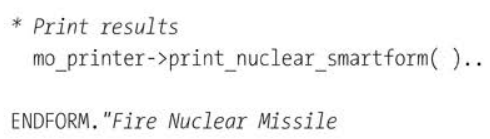 * Print results
mo_printer->print_nuclear_smartform( )..
ENDFORM."Fire Nuclear Missile